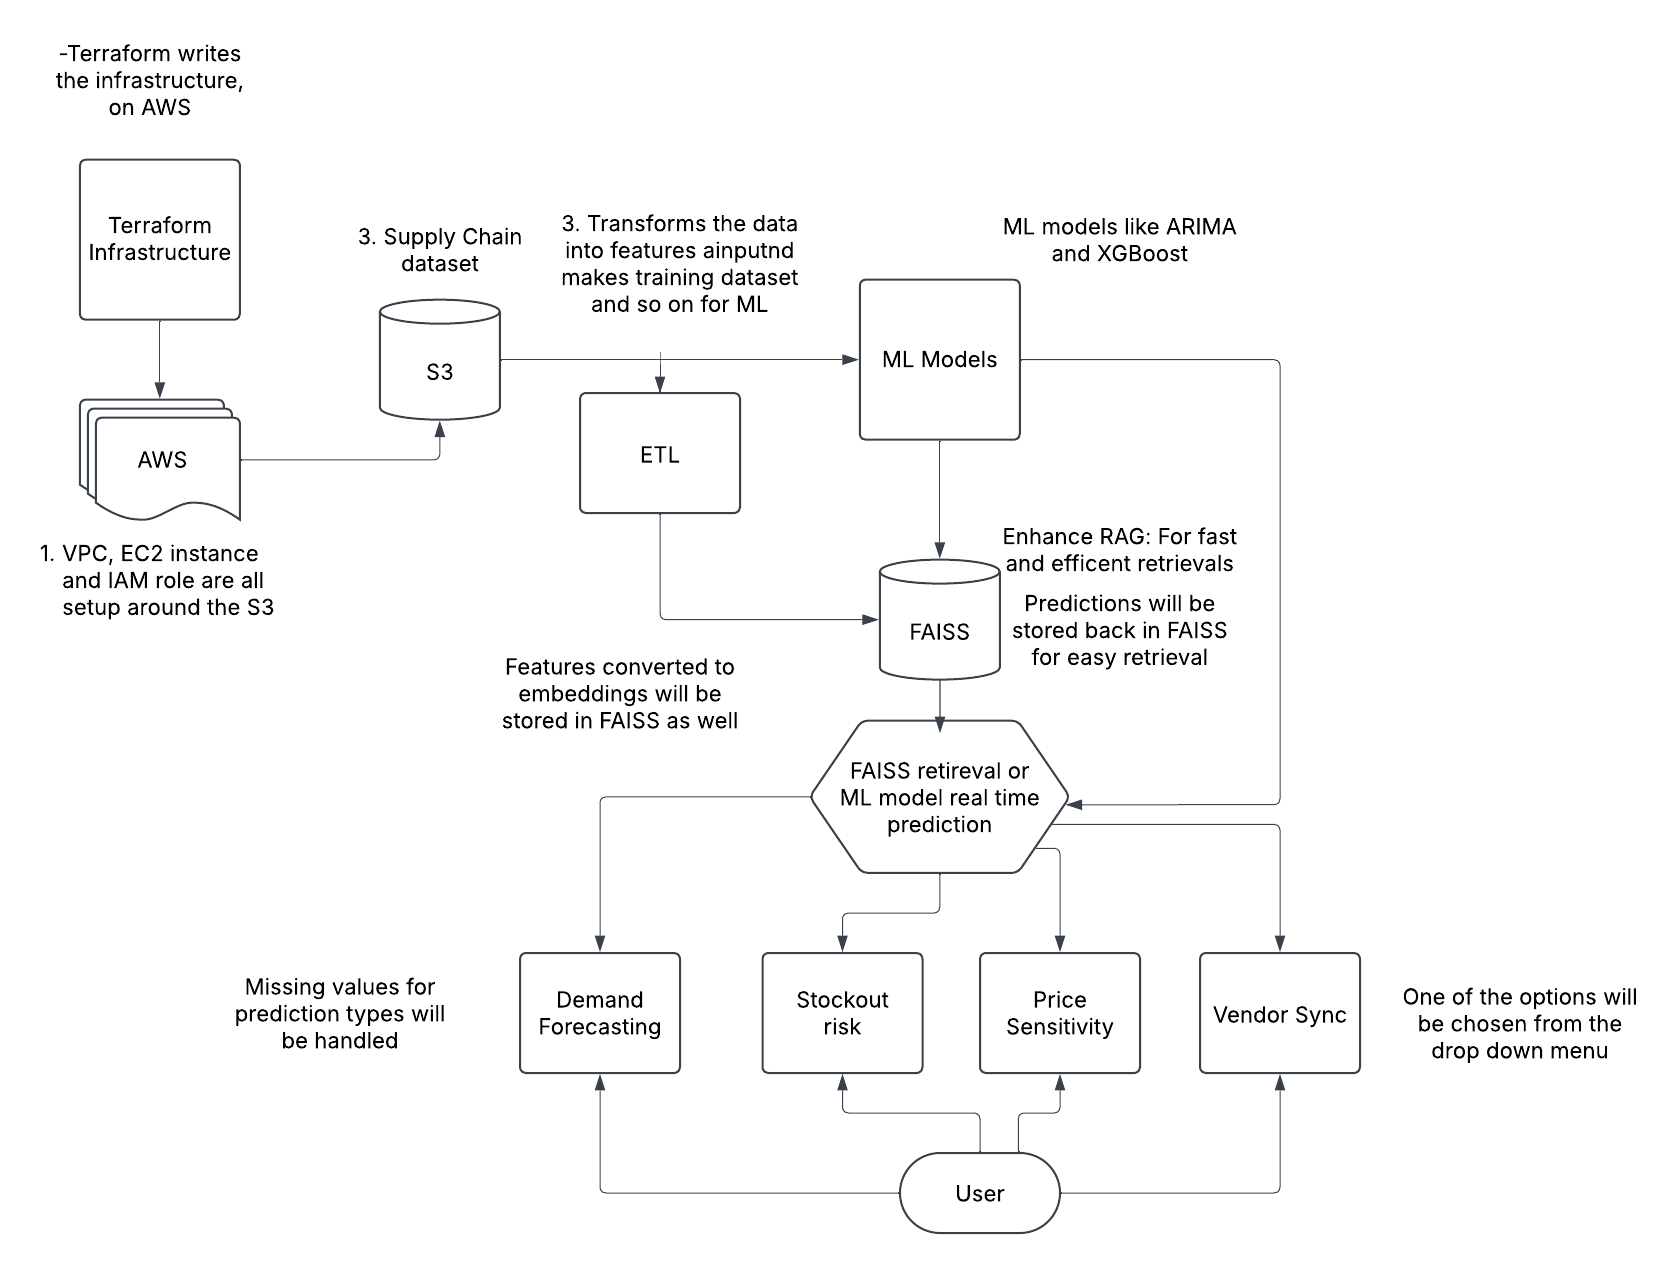 -Terraform writes
the infrastructure,
on AWS
Terraform
Infrastructure
AWS
1. VPC, EC2 instance
and IAM role are all
setup around the S3
3. Supply Chain
dataset
S3
3. Transforms the data
into features ainputnd
makes training dataset
and so on for ML
ETL
ML models like ARIMA
and XGBoost
ML Models
Enhance RAG: For fast
and efficent retrievals
Predictions will be
stored back in FAISS
for easy retrieval
FAISS
Features converted to
embeddings will be
stored in FAISS as well
FAISS retireval or
ML model real time
prediction
Missing values for
prediction types will
be handled
Demand
Forecasting
Stockout
risk
Price
Sensitivity
Vendor Sync
One of the options will
be chosen from the
drop down menu
User